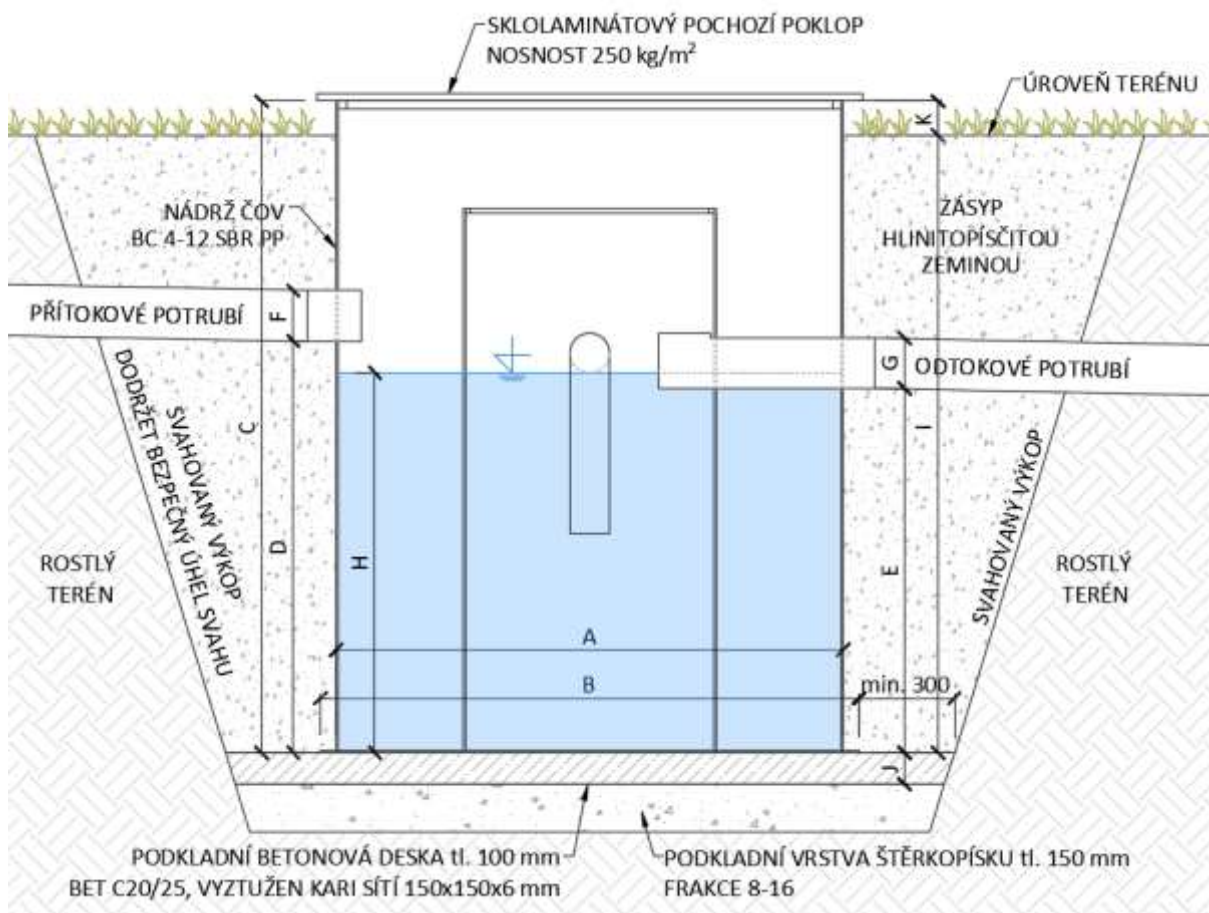 SKLOLAMINÁTOVÝ POCHOZÍ POKLOP
NOSNOST 250 kg/m²
ÚROVEŇ TERÉNU
K
NÁDRŽ ČOV
BC 4-12 SBR PP
ZÁSYP
HLINITOPÍSČITOU
ZEMINOU
PŘÍTOKOVÉ POTRUBÍ
F
G
ODTOKOVÉ POTRUBÍ
C
I
SVAHOVANÝ VÝKOP
DODRŽET BEZPEČNÝ ÚHEL SVAHU
D
H
E
SVAHOVANÝ VÝKOP
ROSTLÝ
TERÉN
ROSTLÝ
TERÉN
A
B
min. 300
J
PODKLADNÍ BETONOVÁ DESKA tl. 100 mm
BET C20/25, VYZTUŽEN KARI SÍTÍ 150x150x6 mm
PODKLADNÍ VRSTVA ŠTĚRKOPÍSKU tl. 150 mm
FRAKCE 8-16